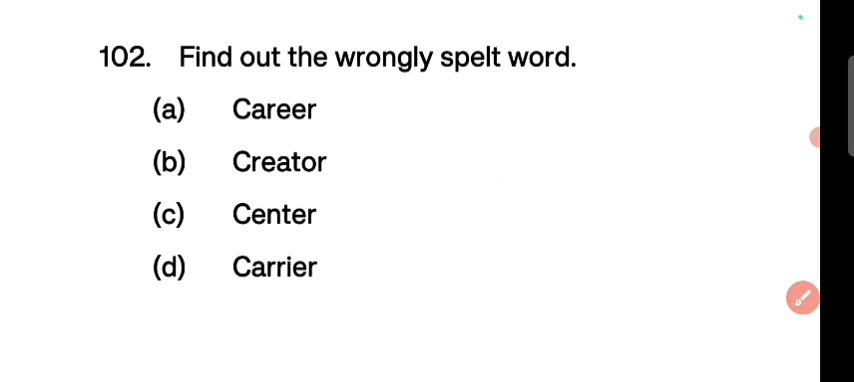 102. Find out the wrongly spelt word.
(a) Career
(b) Creator
(c) Center
(d) Carrier